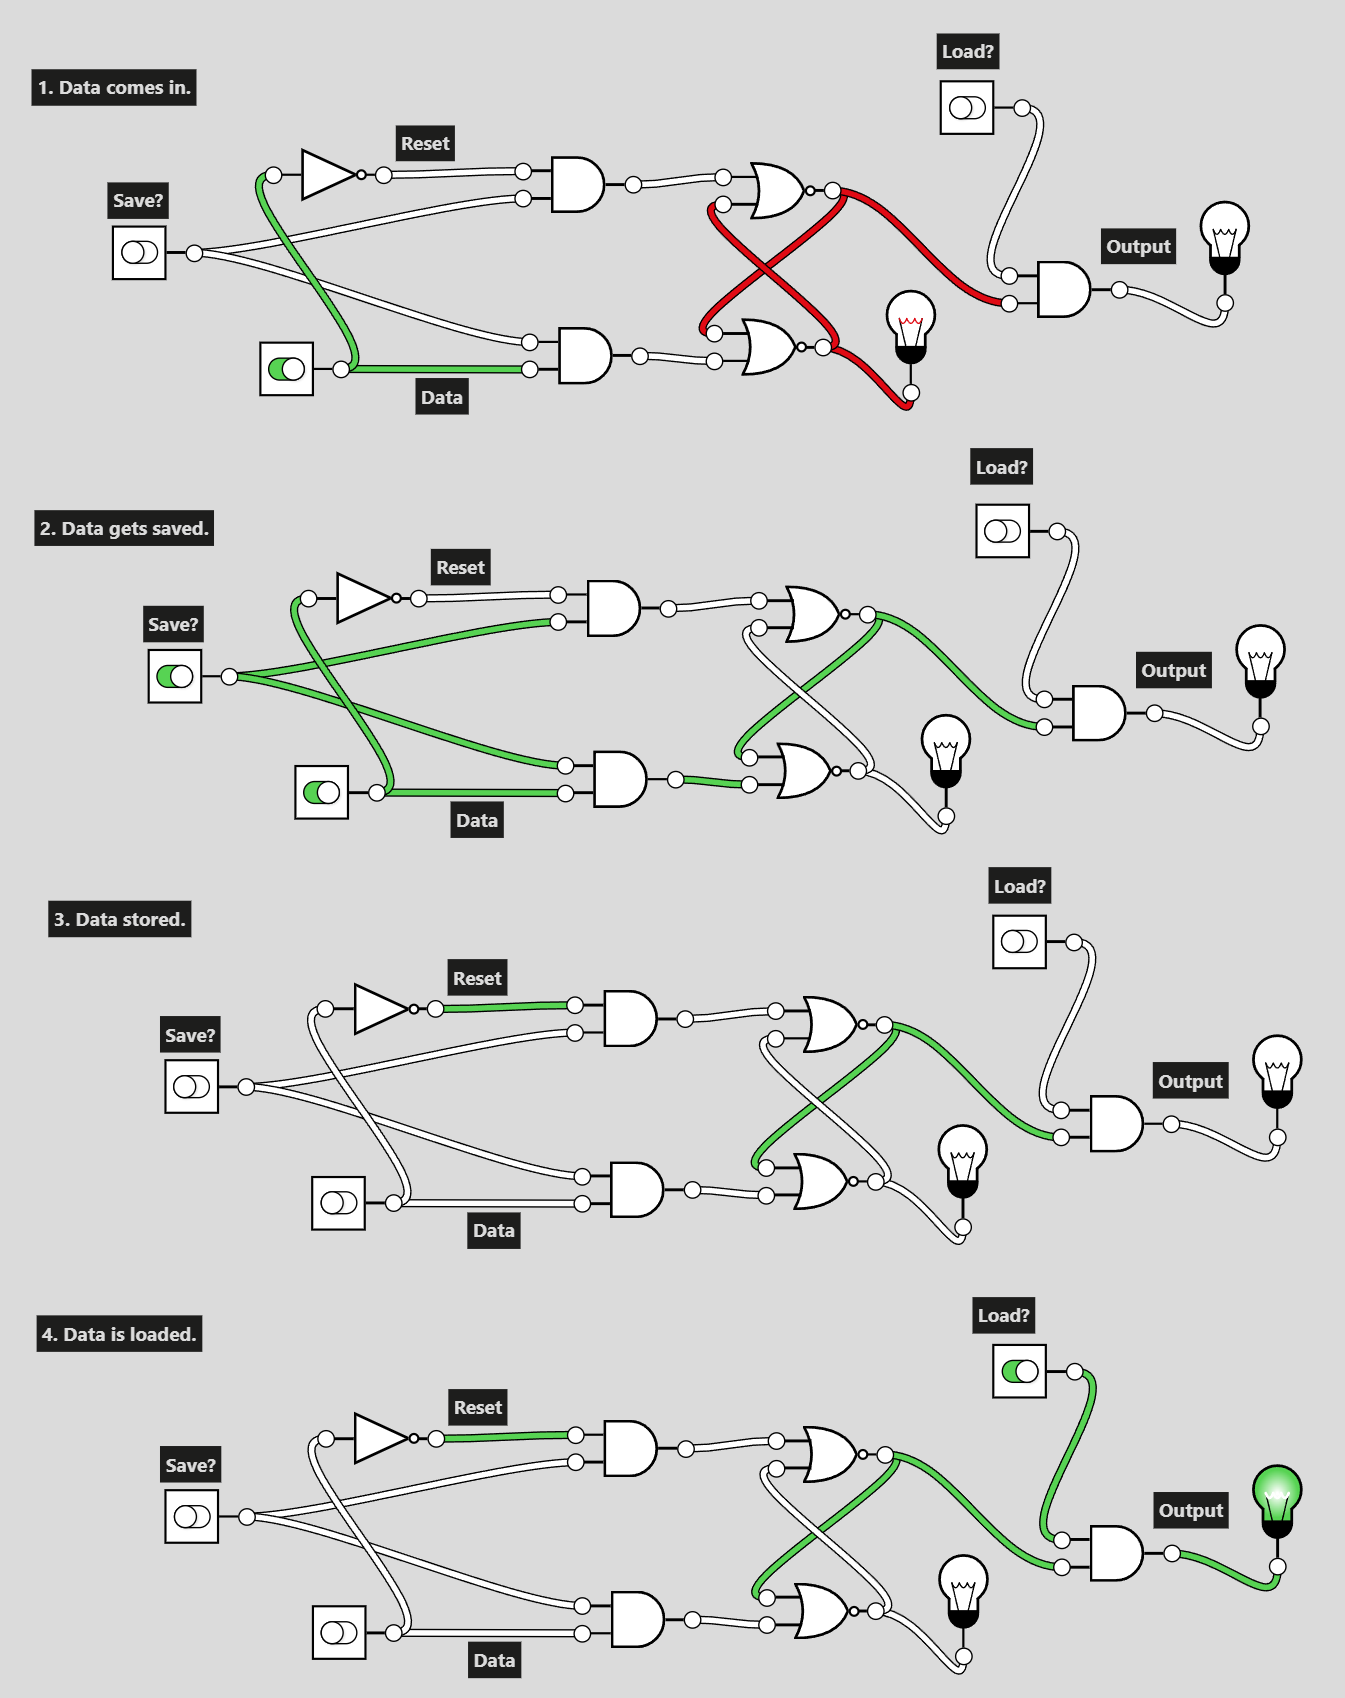 1. Data comes in.
Load?
Reset
Save?
Output
Data
2. Data gets saved.
Load?
Reset
Save?
Output
Data
3. Data stored.
Load?
Reset
Save?
Output
Data
4. Data is loaded.
Load?
Reset
Save?
Output
Data